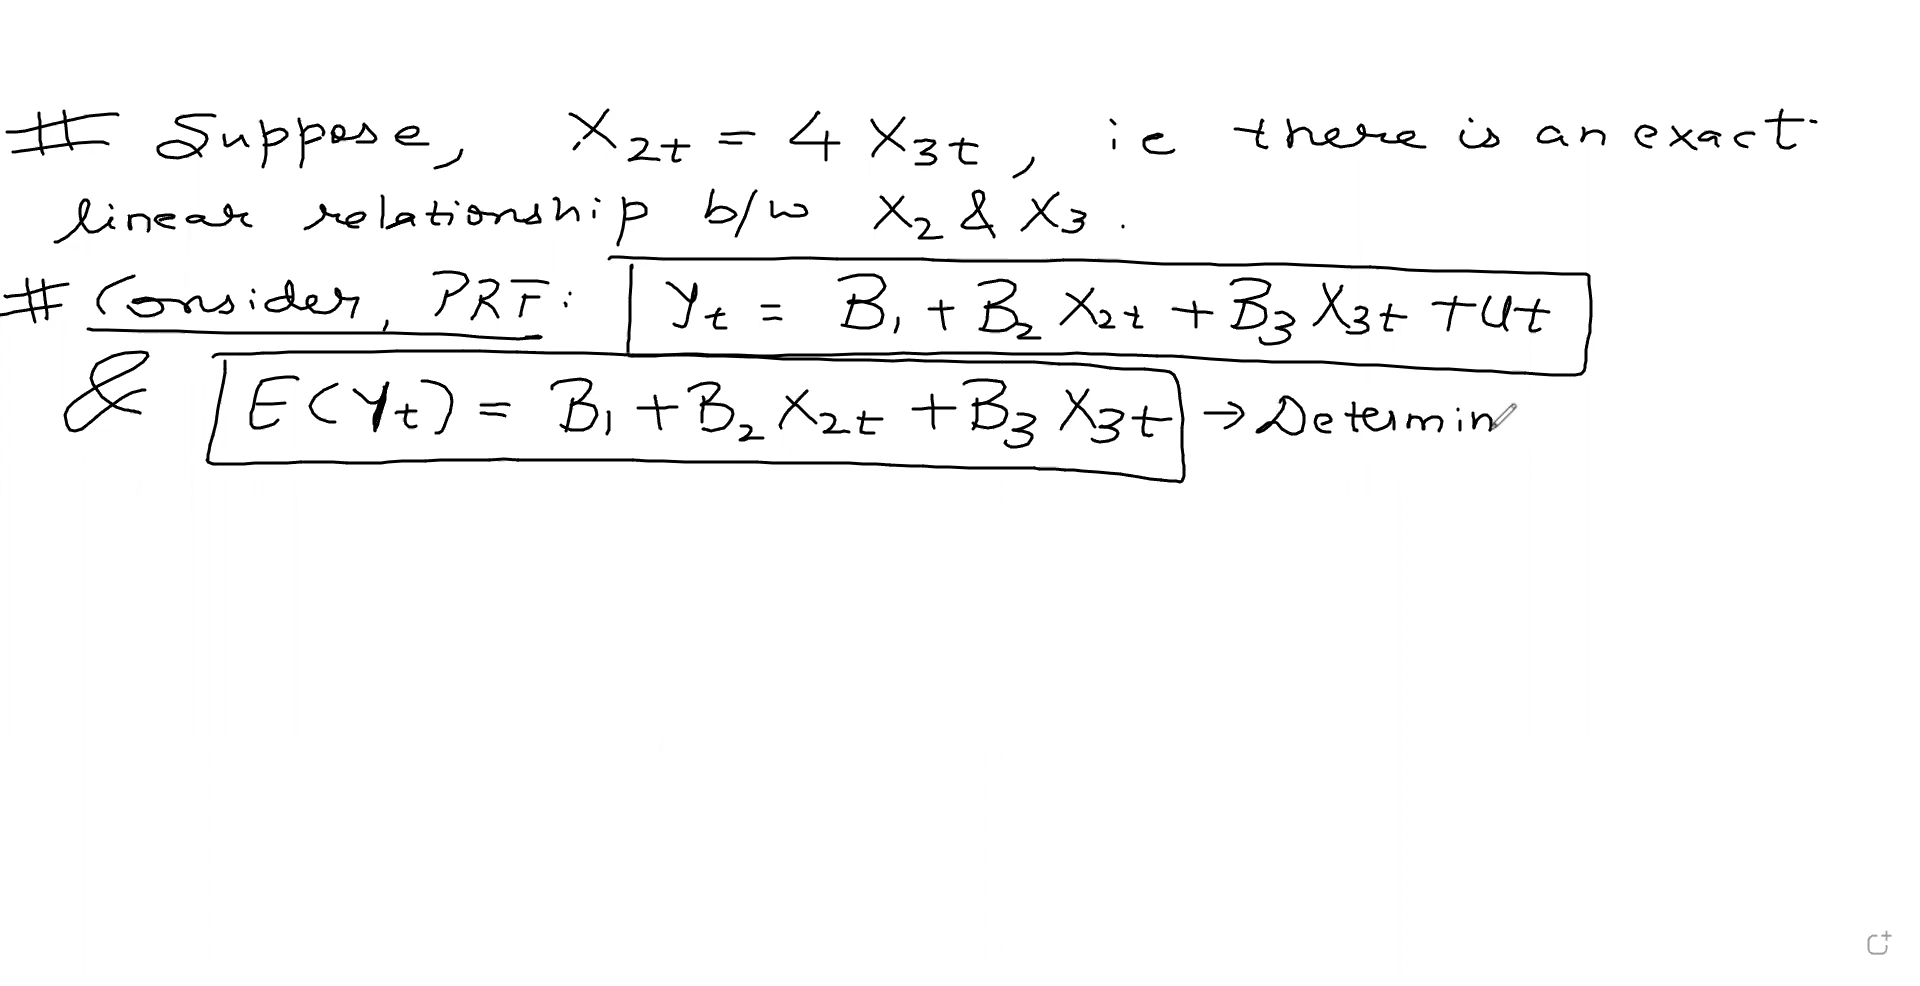 # Suppose, X₂t = 4 X₃t, ie there is an exact
linear relationship b/w X₂ & X₃.
# Consider, PRF: Yt = B₁ + B₂ X₂t + B₃ X₃t + ut
& E(Yt) = B₁ + B₂ X₂t + B₃ X₃t → Determin